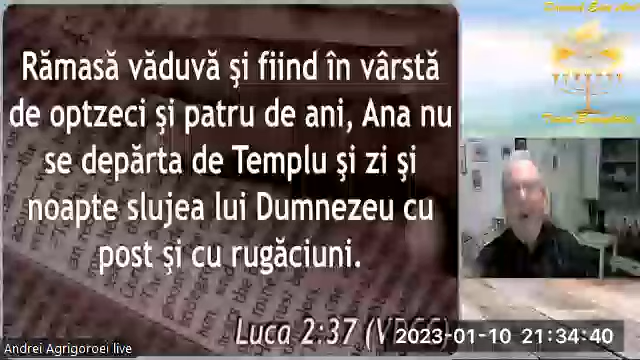 Rămasă văduvă şi fiind în vârstă
de optzeci şi patru de ani, Ana nu
se depărta de Templu şi zi şi
noapte slujea lui Dumnezeu cu
post şi cu rugăciuni.
Luca 2:37
2023-01-10 21:34:40
Andrei Agrigoroei live